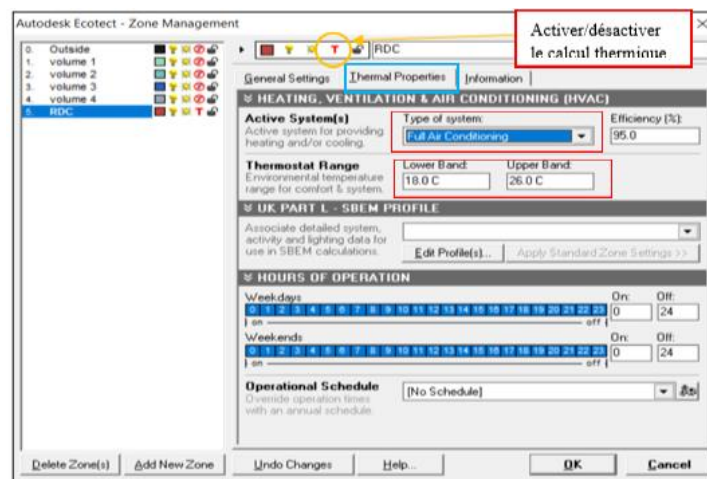 Autodesk Ecotect - Zone Management
Activer/désactiver
le calcul thermique
0. Outside
1. volume 1
2. volume 2
3. volume 3
4. volume 4
5. RDC
T
T RDC
General Settings Thermal Properties Information
HEATING, VENTILATION & AIR CONDITIONING (HVAC)
Active System(s) Type of system: Efficiency (%):
Active system for providing
heating and/or cooling.
Full Air Conditioning 95.0
Thermostat Range Lower Band: Upper Band:
Environmental temperature
range for comfort & system.
18.0 C 26.0 C
UK PART L - SBEM PROFILE
Associate detailed system,
activity and lighting data for
use in SBEM calculations.
Edit Profile(s)... Apply Standard Zone Settings >>
HOURS OF OPERATION
Weekdays On: Off:
0 1 2 3 4 5 6 7 8 9 10 11 12 13 14 15 16 17 18 19 20 21 22 23 0 24
on off
Weekends On: Off:
0 1 2 3 4 5 6 7 8 9 10 11 12 13 14 15 16 17 18 19 20 21 22 23 0 24
on off
Operational Schedule [No Schedule]
Override operation times
with an annual schedule.
Delete Zone(s) Add New Zone Undo Changes Help... OK Cancel